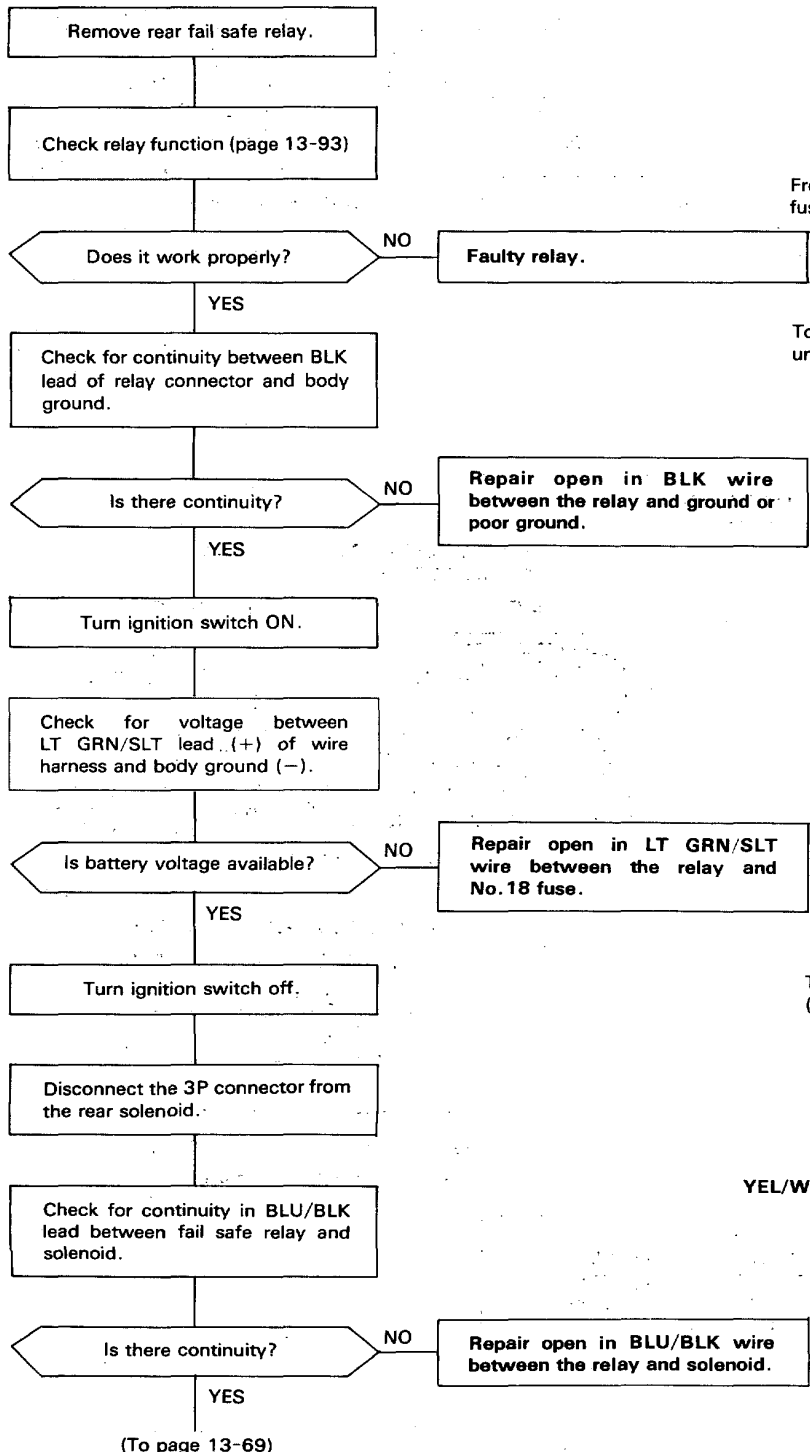 Remove rear fail safe relay.
Check relay function (page 13-93)
Does it work properly?
NO
Faulty relay.
YES
Check for continuity between BLK
lead of relay connector and body
ground.
Is there continuity?
NO
Repair open in BLK wire
between the relay and ground or
poor ground.
YES
Turn ignition switch ON.
Check for voltage between
LT GRN/SLT lead (+) of wire
harness and body ground (−).
Is battery voltage available?
NO
Repair open in LT GRN/SLT
wire between the relay and
No.18 fuse.
YES
Turn ignition switch off.
Disconnect the 3P connector from
the rear solenoid.
Check for continuity in BLU/BLK
lead between fail safe relay and
solenoid.
YEL/W
Is there continuity?
NO
Repair open in BLU/BLK wire
between the relay and solenoid.
YES
(To page 13-69)